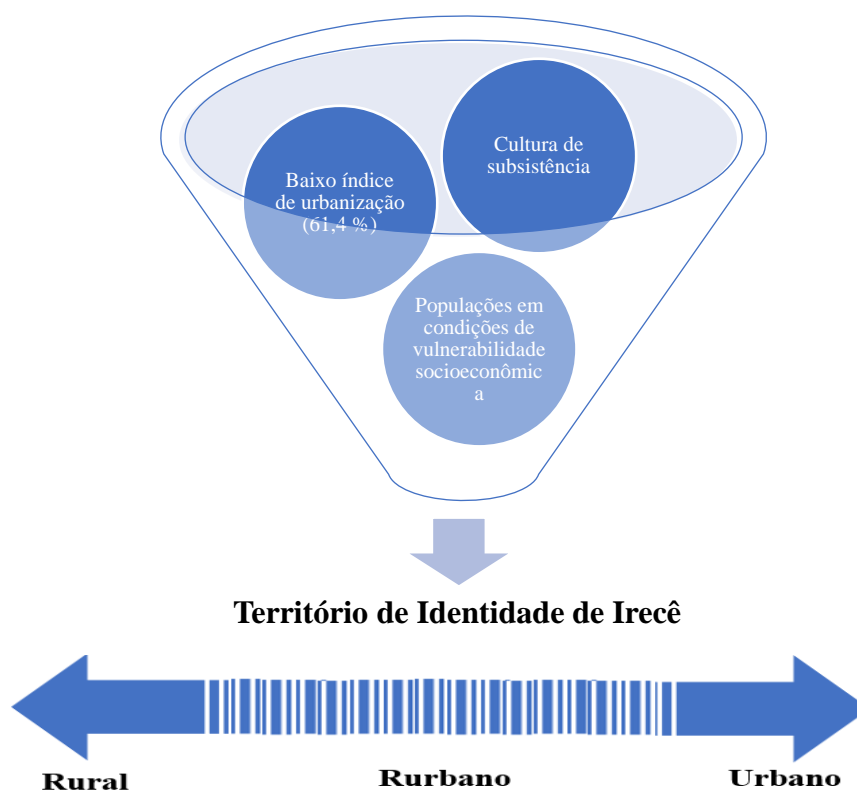 Baixo índice
de urbanização
(61,4 %)
Cultura de
subsistência
Populações em
condições de
vulnerabilidade
socioeconômic
a
Território de Identidade de Irecê
Rural
Rurbano
Urbano